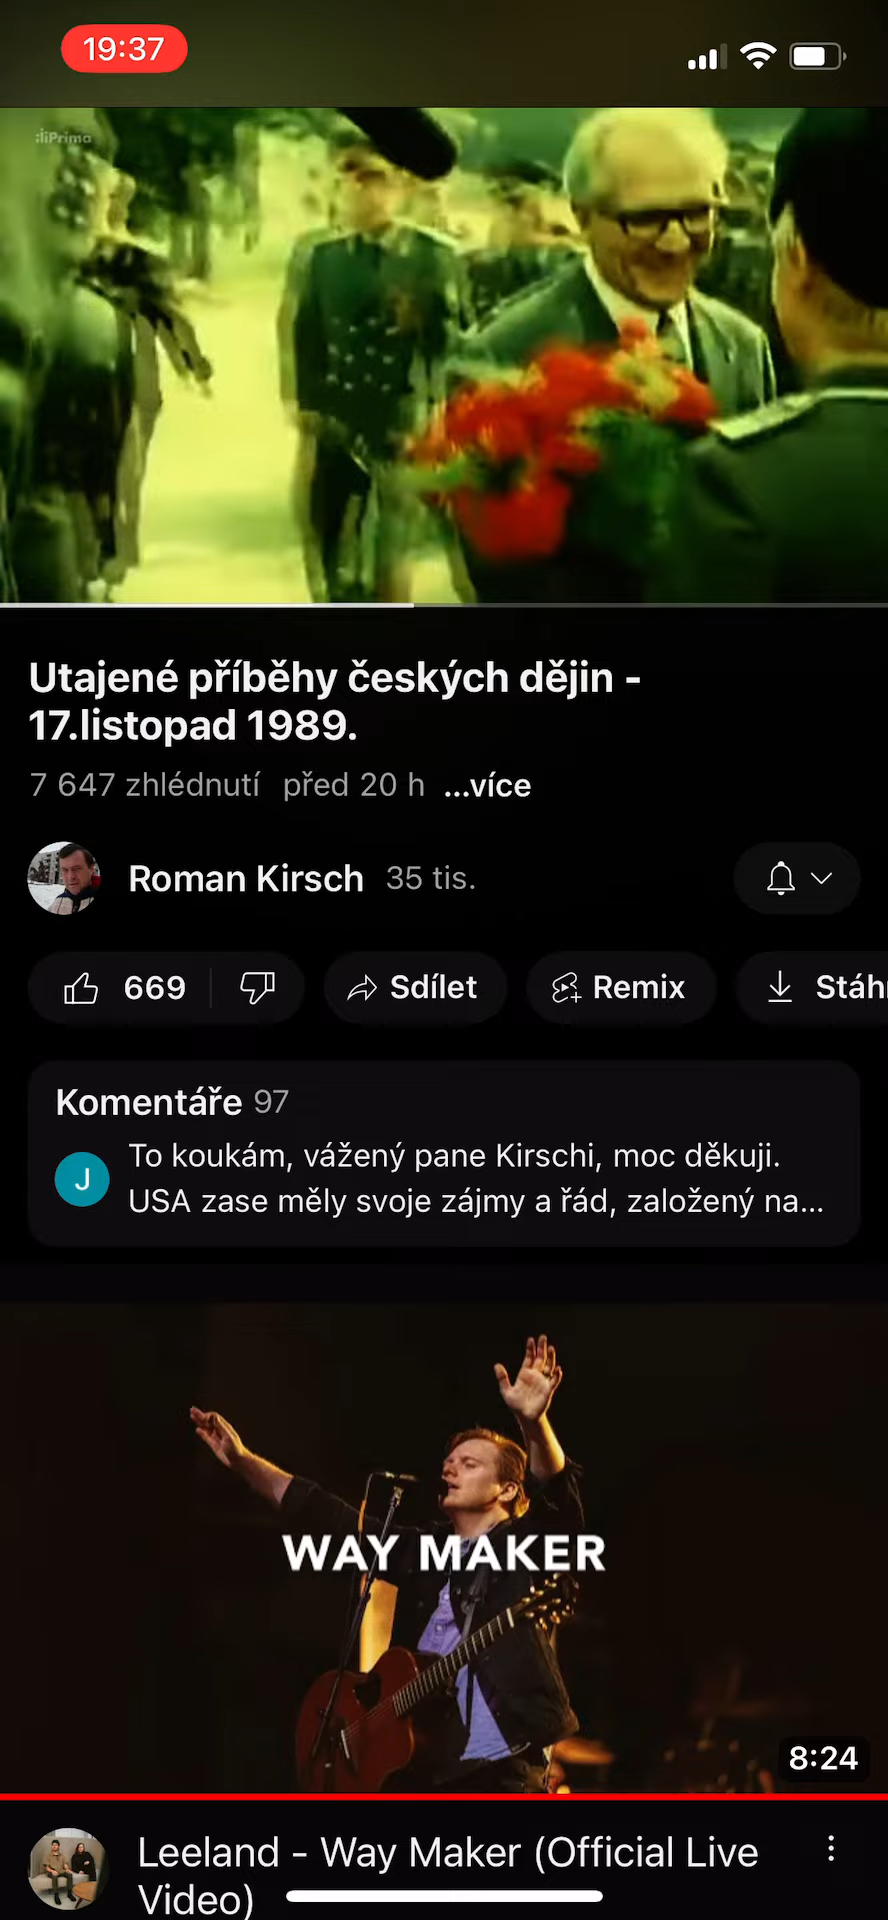 19:37
iPrima
Utajené příběhy českých dějin -
17.listopad 1989.
7 647 zhlédnutí před 20 h ...více
Roman Kirsch 35 tis.
669 Sdílet Remix Stáh
Komentáře 97
J
To koukám, vážený pane Kirschi, moc děkuji.
USA zase měly svoje zájmy a řád, založený na...
WAY MAKER
8:24
Leeland - Way Maker (Official Live
Video)